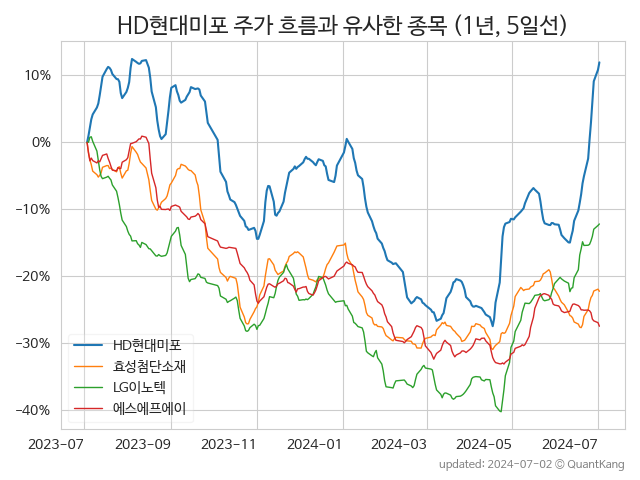 HD현대미포 주가 흐름과 유사한 종목 (1년, 5일선)
10%
0%
−10%
−20%
−30%
−40%
HD현대미포
효성첨단소재
LG이노텍
에스에프에이
2023-07
2023-09
2023-11
2024-01
2024-03
2024-05
2024-07
updated: 2024-07-02 © QuantKang